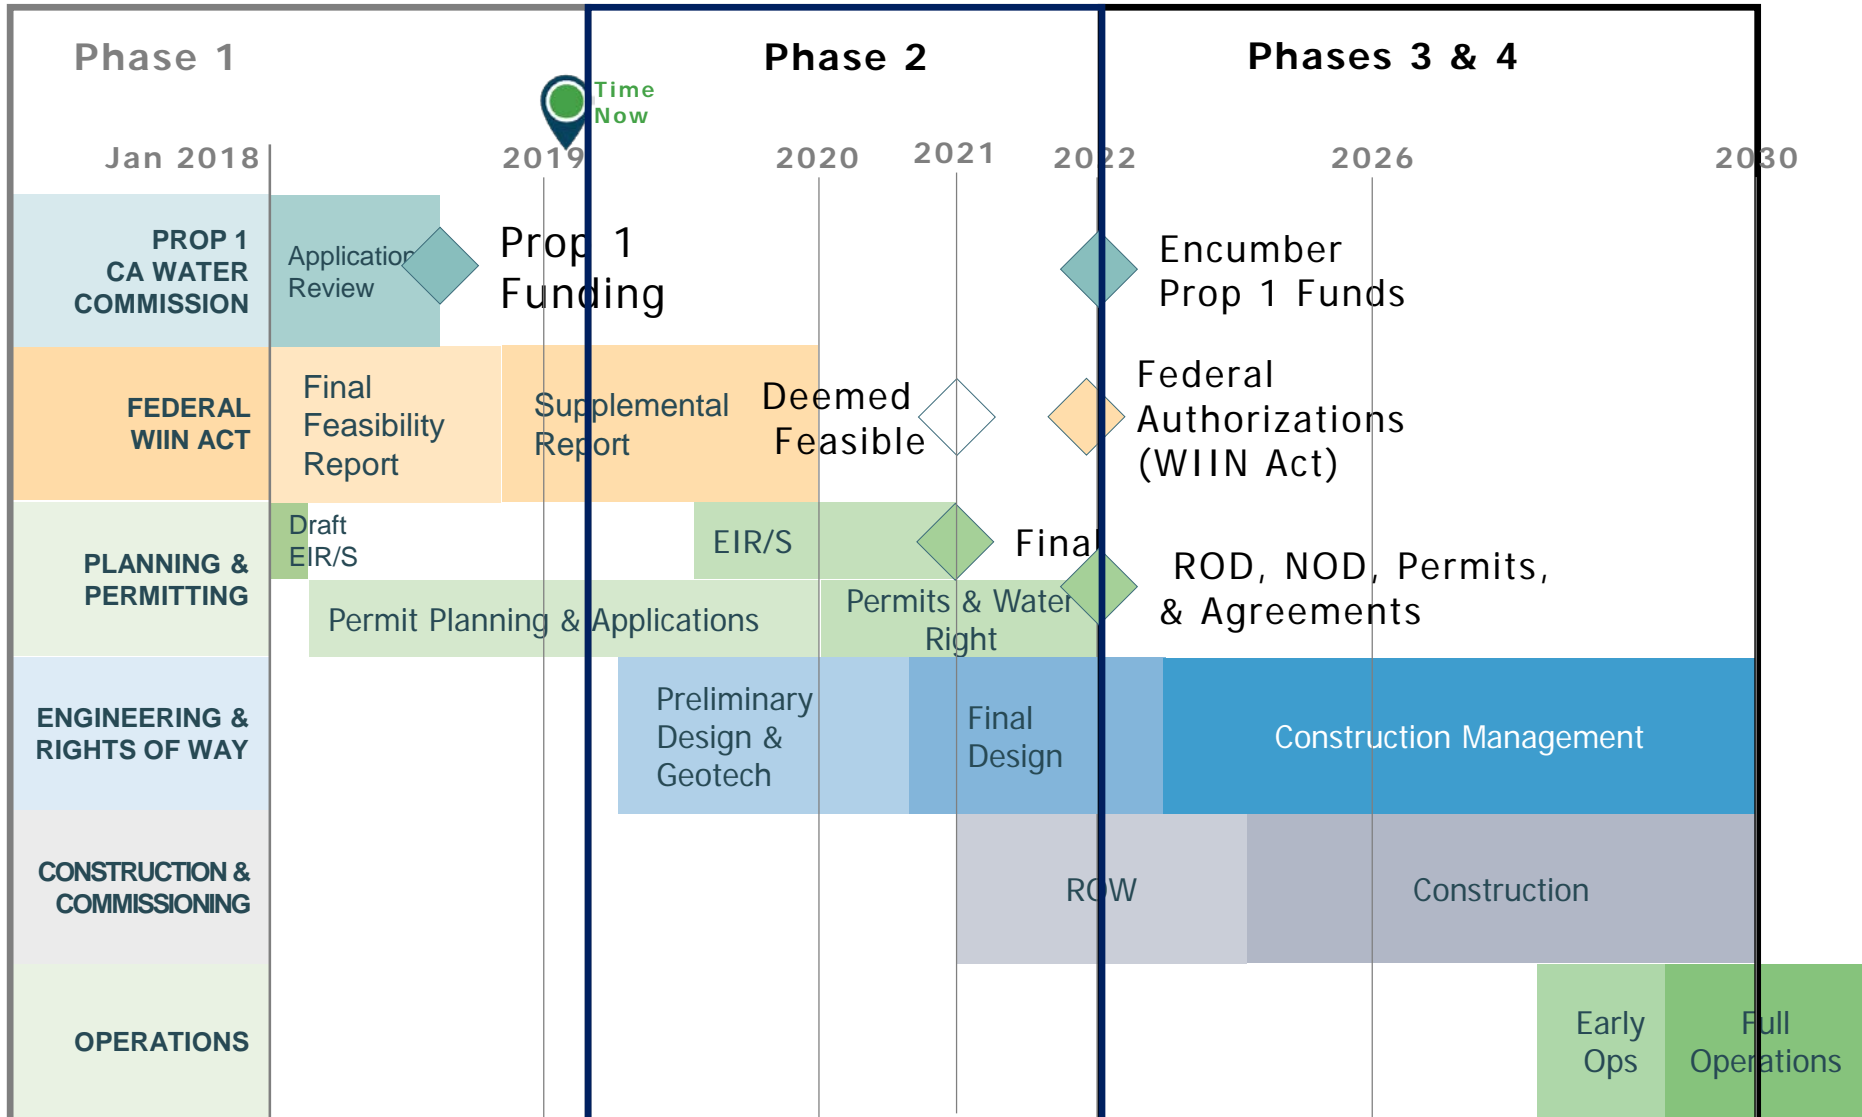 Phase 1
Phase 2
Phases 3 & 4
Time
Now
Jan 2018
2019
2020
2021
2022
2026
2030
PROP 1
CA WATER
COMMISSION
Application
Review
Prop 1
Funding
Encumber
Prop 1 Funds
FEDERAL
WIIN ACT
Final
Feasibility
Report
Supplemental
Report
Deemed
Feasible
Federal
Authorizations
(WIIN Act)
PLANNING &
PERMITTING
Draft
EIR/S
EIR/S
Final
Permit Planning & Applications
Permits & Water
Right
ROD, NOD, Permits,
& Agreements
ENGINEERING &
RIGHTS OF WAY
Preliminary
Design &
Geotech
Final
Design
Construction Management
CONSTRUCTION &
COMMISSIONING
ROW
Construction
OPERATIONS
Early
Ops
Full
Operations